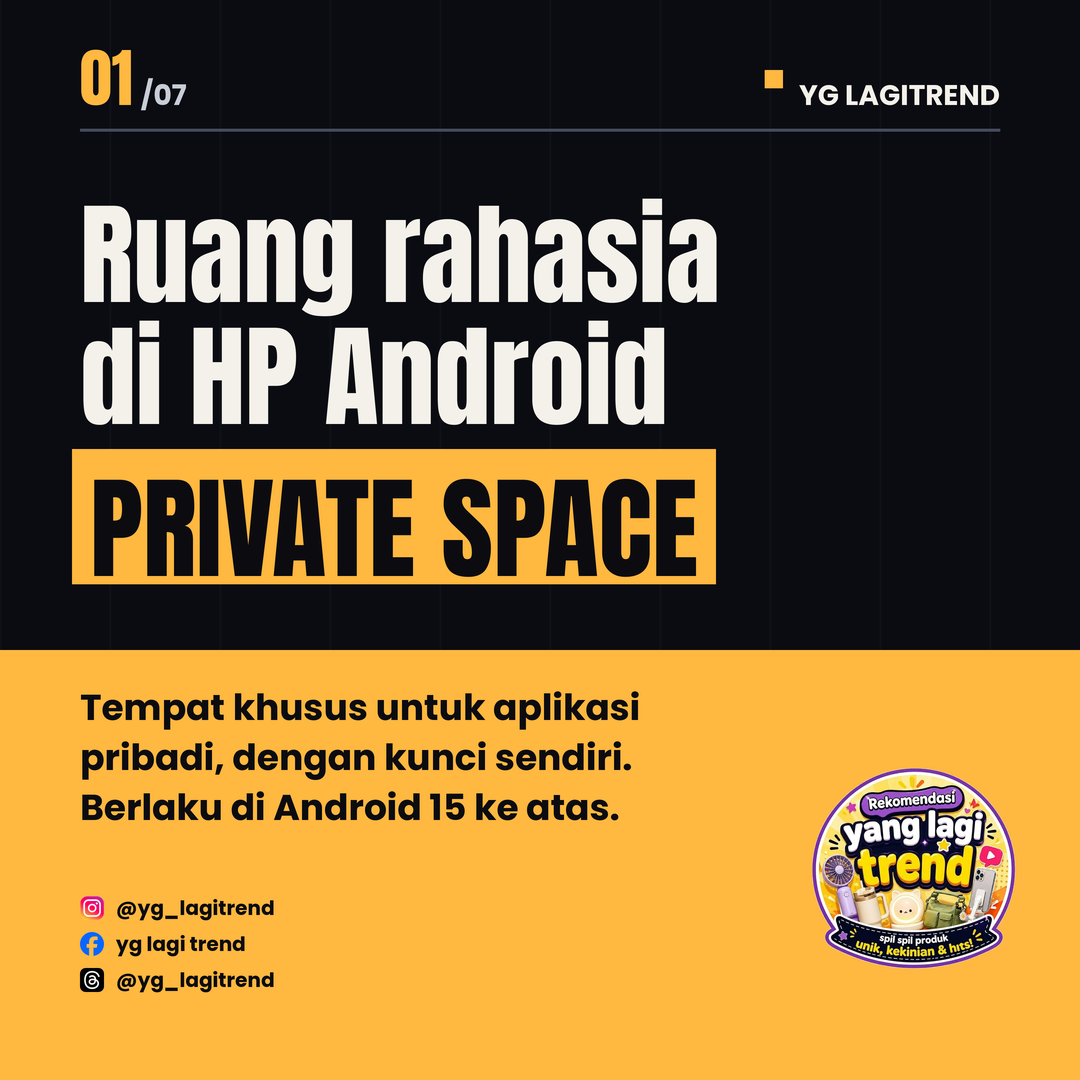 01 /07
YG LAGITREND
Ruang rahasia
di HP Android
PRIVATE SPACE
Tempat khusus untuk aplikasi
pribadi, dengan kunci sendiri.
Berlaku di Android 15 ke atas.
@yg_lagitrend
yg lagi trend
@yg_lagitrend
Rekomendasi
yang lagi
trend
spil spil produk
unik, kekinian & hits!